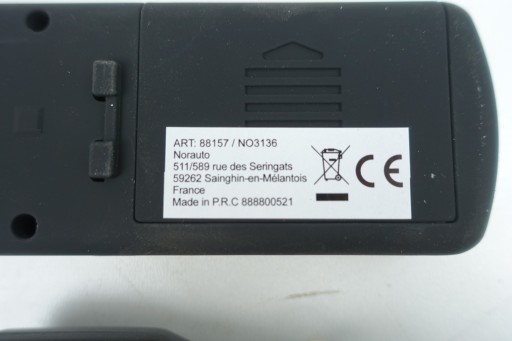 ART: 88157 / NO3136
Norauto
511/589 rue des Seringats
59262 Sainghin-en-Mélantois
France
Made in P.R.C 888800521
CE